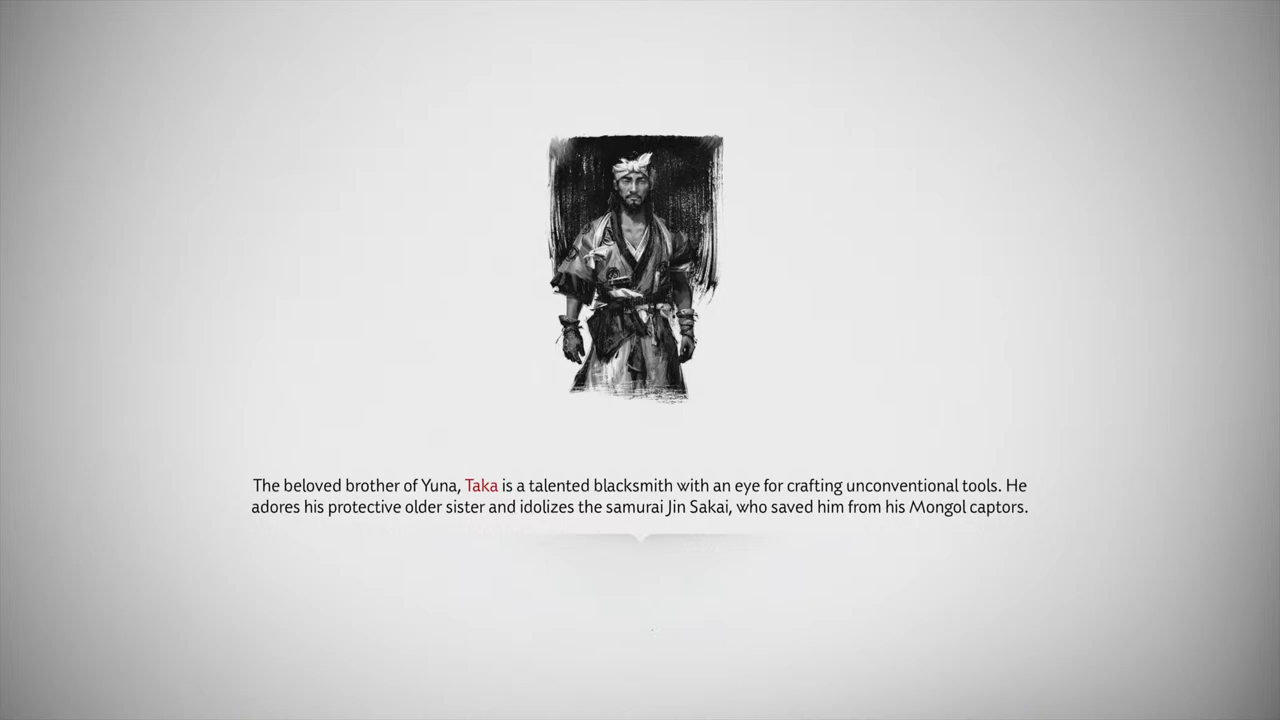 The beloved brother of Yuna, Taka is a talented blacksmith with an eye for crafting unconventional tools. He
adores his protective older sister and idolizes the samurai Jin Sakai, who saved him from his Mongol captors.